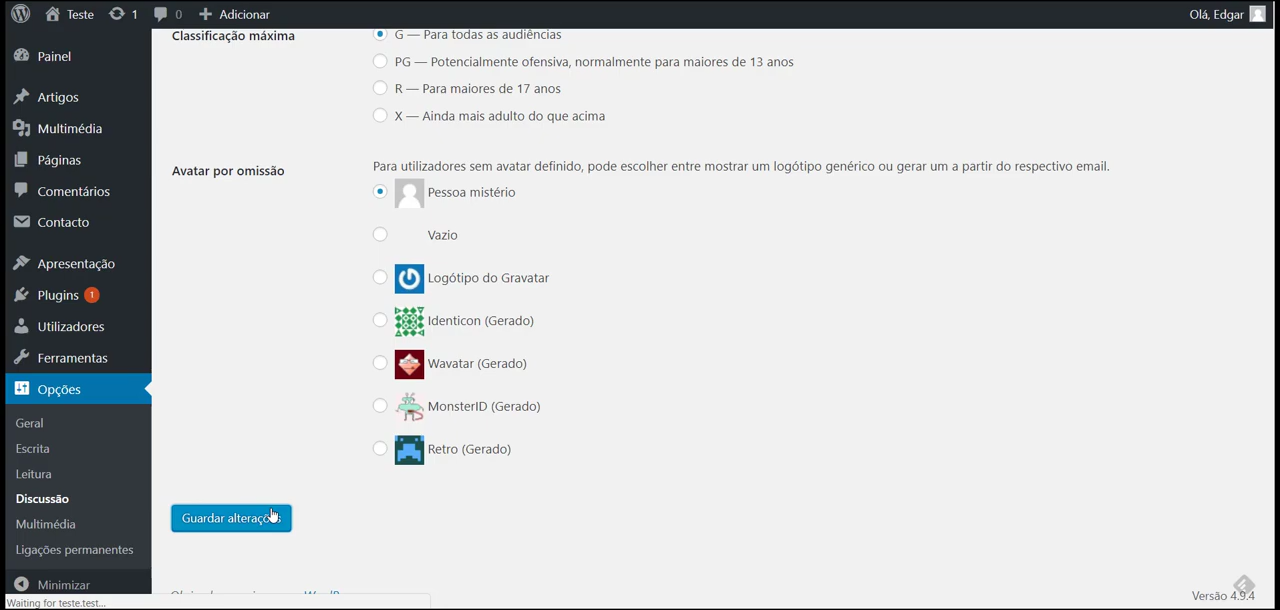 Teste 1 0 Adicionar Olá, Edgar
Painel
Artigos
Multimédia
Páginas
Comentários
Contacto
Apresentação
Plugins 1
Utilizadores
Ferramentas
Opções
Geral
Escrita
Leitura
Discussão
Multimédia
Ligações permanentes
Minimizar
Classificação máxima
G — Para todas as audiências
PG — Potencialmente ofensiva, normalmente para maiores de 13 anos
R — Para maiores de 17 anos
X — Ainda mais adulto do que acima
Avatar por omissão
Para utilizadores sem avatar definido, pode escolher entre mostrar um logótipo genérico ou gerar um a partir do respectivo email.
Pessoa mistério
Vazio
Logótipo do Gravatar
Identicon (Gerado)
Wavatar (Gerado)
MonsterID (Gerado)
Retro (Gerado)
Guardar alterações
Versão 4.9.4
Waiting for teste.test...